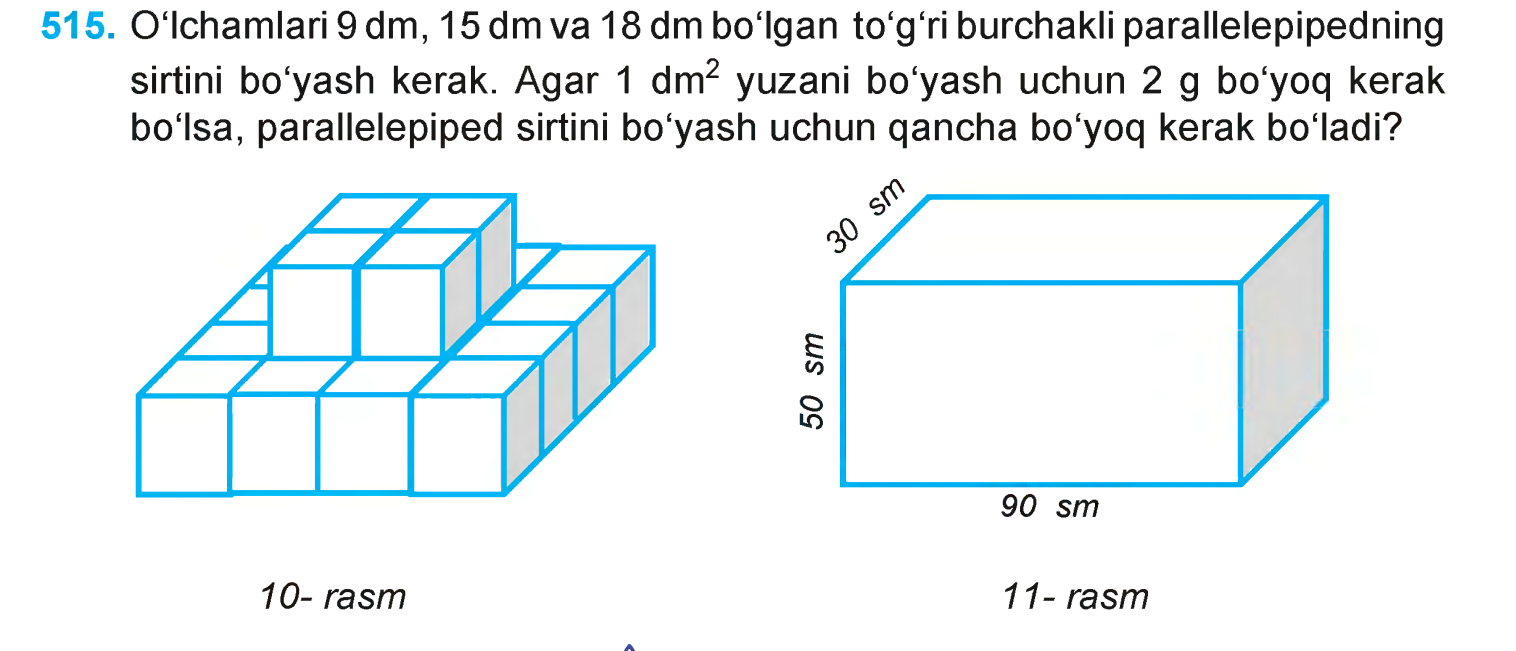 515. O‘lchamlari 9 dm, 15 dm va 18 dm bo‘lgan to‘g‘ri burchakli parallelepipedning
sirtini bo‘yash kerak. Agar 1 dm² yuzani bo‘yash uchun 2 g bo‘yoq kerak
bo‘lsa, parallelepiped sirtini bo‘yash uchun qancha bo‘yoq kerak bo‘ladi?
30 sm
50 sm
90 sm
10- rasm
11- rasm